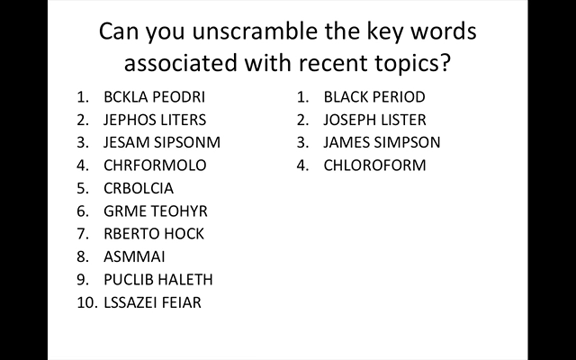 Can you unscramble the key words
associated with recent topics?
1. BCKLA PEODRI
2. JEPHOS LITERS
3. JESAM SIPSONM
4. CHRFORMOLO
5. CRBOLCIA
6. GRME TEOHYR
7. RBERTO HOCK
8. ASMMAI
9. PUCLIB HALETH
10. LSSAZEI FEIAR
1. BLACK PERIOD
2. JOSEPH LISTER
3. JAMES SIMPSON
4. CHLOROFORM